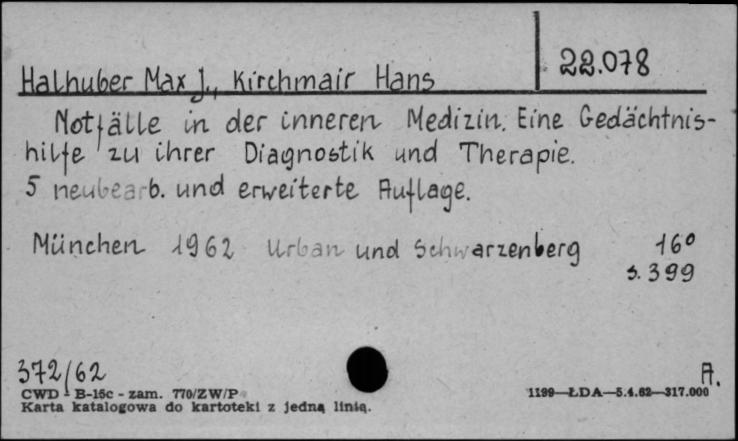 22.078
Halhuber Max J., Kirchmair Hans
Notfälle in der inneren Medizin. Eine Gedächtnis-
hilfe zu ihrer Diagnostik und Therapie.
5 neubearb. und erweiterte Auflage.
München 1962 Urban und Schwarzenberg 16°
s. 399
372/62
A.
CWD - B-15c - zam. 770/ZW/P
1199—ŁDA—5.4.62—317.000
Karta katalogowa do kartoteki z jedną linią.